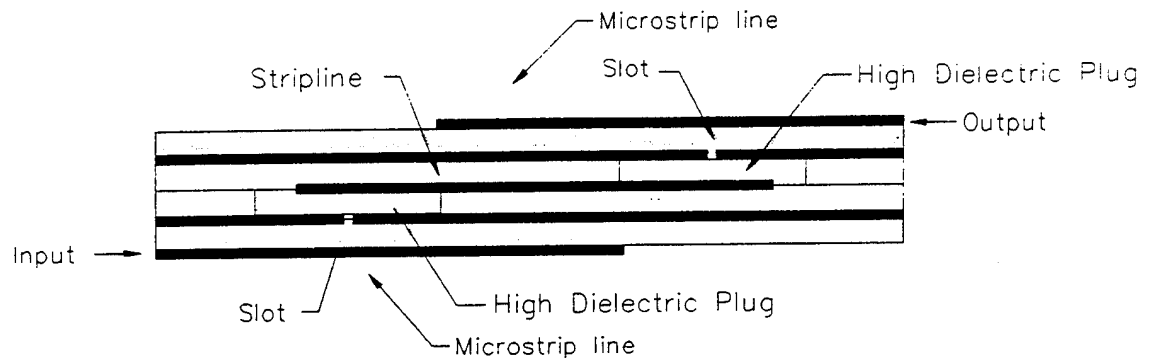 Microstrip line
Slot
Stripline
High Dielectric Plug
Output
Input
Slot
High Dielectric Plug
Microstrip line